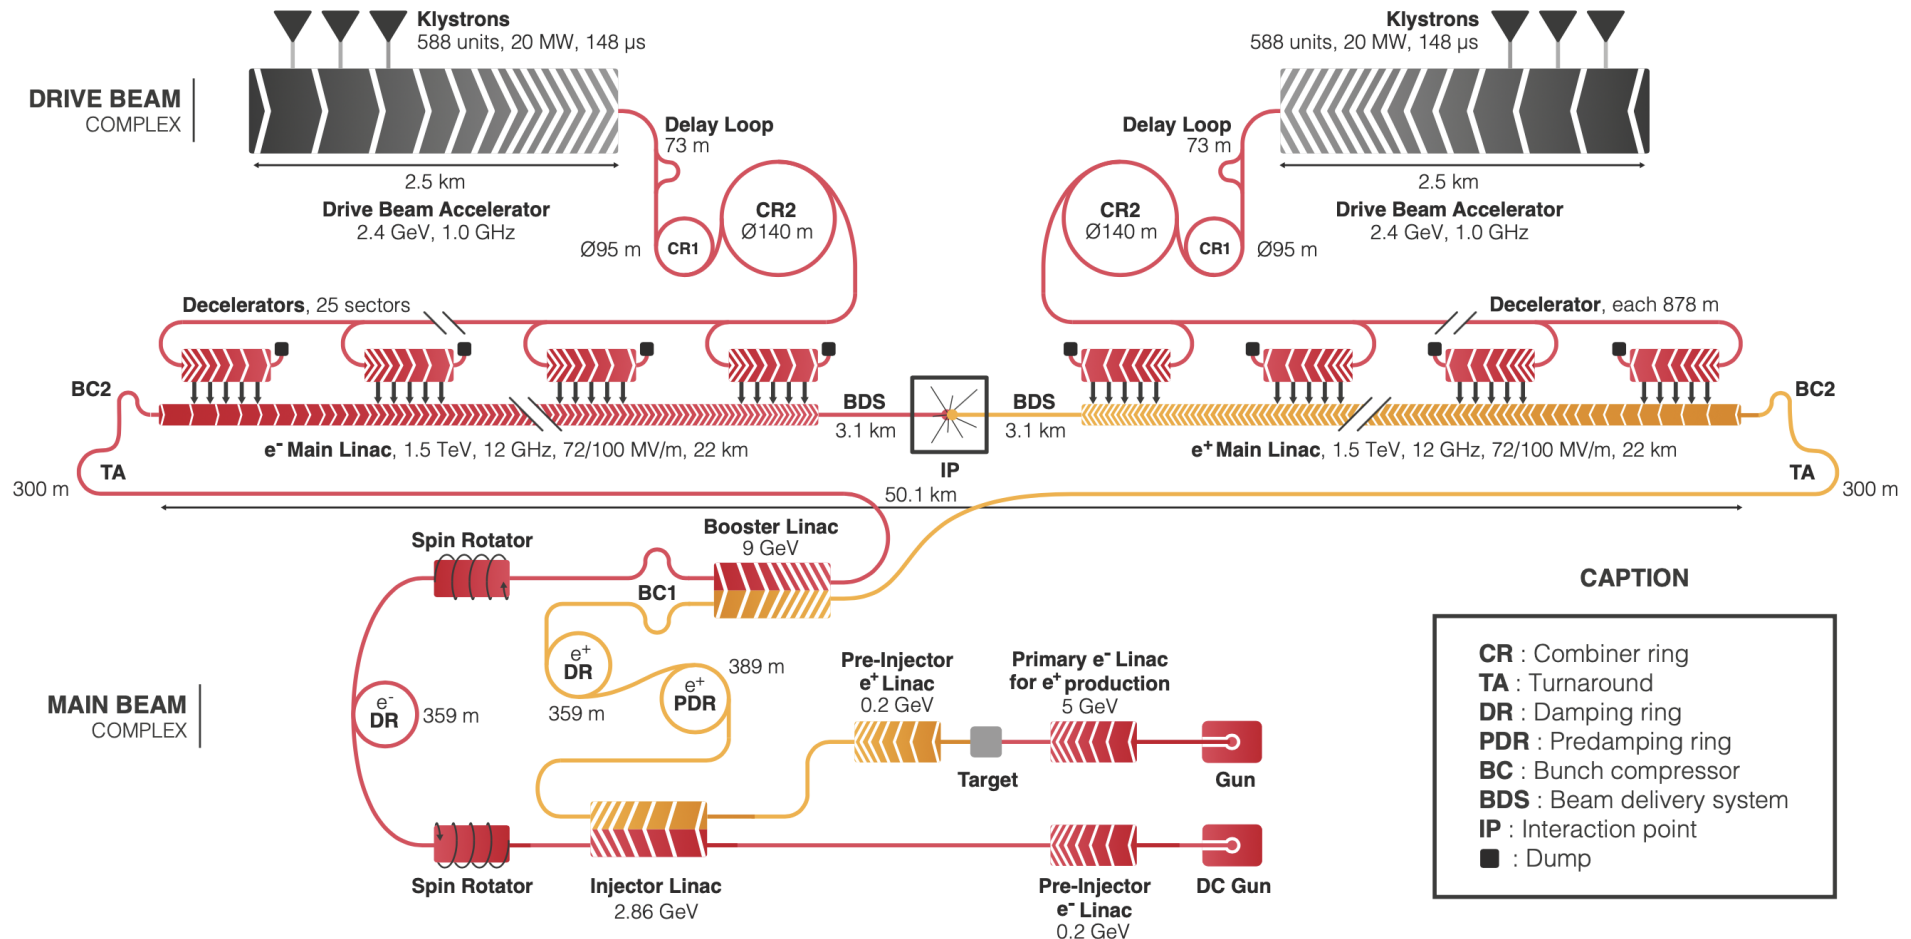 Klystrons
588 units, 20 MW, 148 µs
Klystrons
588 units, 20 MW, 148 µs
DRIVE BEAM
COMPLEX
Delay Loop
73 m
Delay Loop
73 m
2.5 km
2.5 km
Drive Beam Accelerator
2.4 GeV, 1.0 GHz
Drive Beam Accelerator
2.4 GeV, 1.0 GHz
CR2
Ø140 m
CR1
Ø95 m
CR2
Ø140 m
CR1
Ø95 m
Decelerators, 25 sectors
Decelerator, each 878 m
BC2
BC2
BDS
3.1 km
BDS
3.1 km
IP
e⁻ Main Linac, 1.5 TeV, 12 GHz, 72/100 MV/m, 22 km
e⁺ Main Linac, 1.5 TeV, 12 GHz, 72/100 MV/m, 22 km
TA
300 m
TA
300 m
50.1 km
Booster Linac
9 GeV
Spin Rotator
BC1
e⁺
DR
359 m
389 m
e⁺
PDR
MAIN BEAM
COMPLEX
e⁻
DR
359 m
Pre-Injector
e⁺ Linac
0.2 GeV
Primary e⁻ Linac
for e⁺ production
5 GeV
Target
Gun
Spin Rotator
Injector Linac
2.86 GeV
Pre-Injector
e⁻ Linac
0.2 GeV
DC Gun
CAPTION
CR : Combiner ring
TA : Turnaround
DR : Damping ring
PDR : Predamping ring
BC : Bunch compressor
BDS : Beam delivery system
IP : Interaction point
: Dump